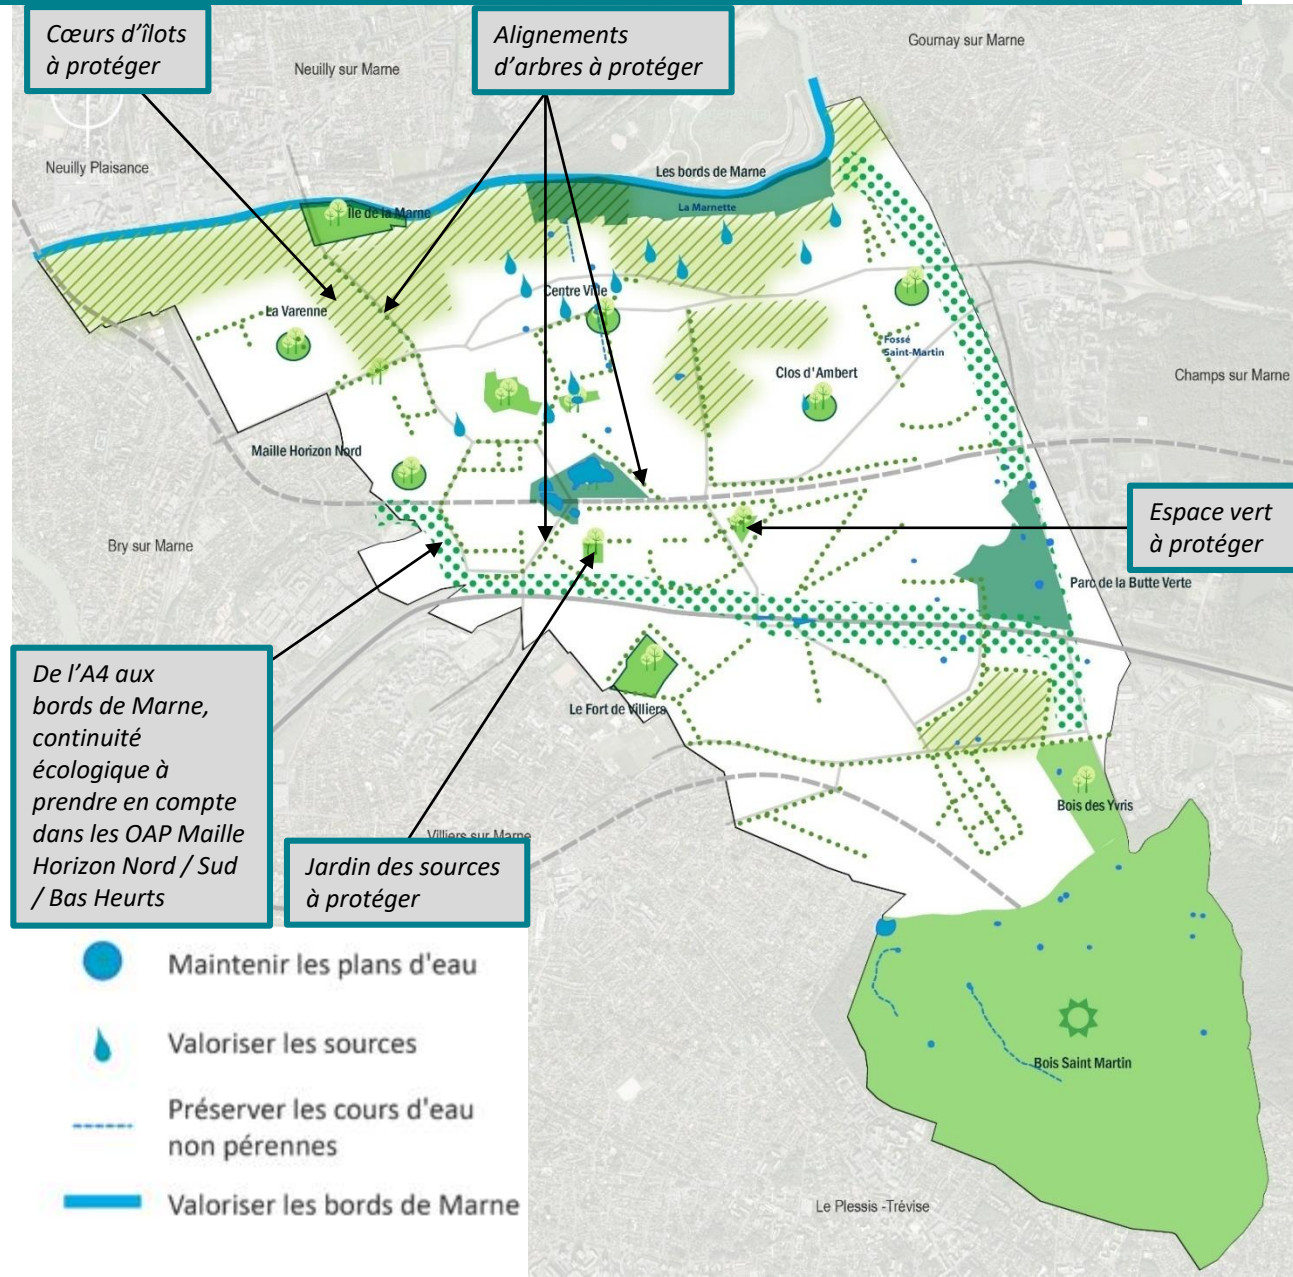 Cœurs d'îlots
à protéger
Alignements
d'arbres à protéger
Gournay sur Marne
Neuilly sur Marne
Neuilly Plaisance
Les bords de Marne
La Marnette
Île de la Marne
Centre Ville
La Varenne
Fossé
Saint-Martin
Clos d'Ambert
Champs sur Marne
Maille Horizon Nord
Espace vert
à protéger
Bry sur Marne
Parc de la Butte Verte
De l'A4 aux
bords de Marne,
continuité
écologique à
prendre en compte
dans les OAP Maille
Horizon Nord / Sud
/ Bas Heurts
Le Fort de Villiers
Bois des Yvris
Villiers sur Marne
Jardin des sources
à protéger
Maintenir les plans d'eau
Valoriser les sources
Bois Saint Martin
Préserver les cours d'eau
non pérennes
Valoriser les bords de Marne
Le Plessis -Trévise